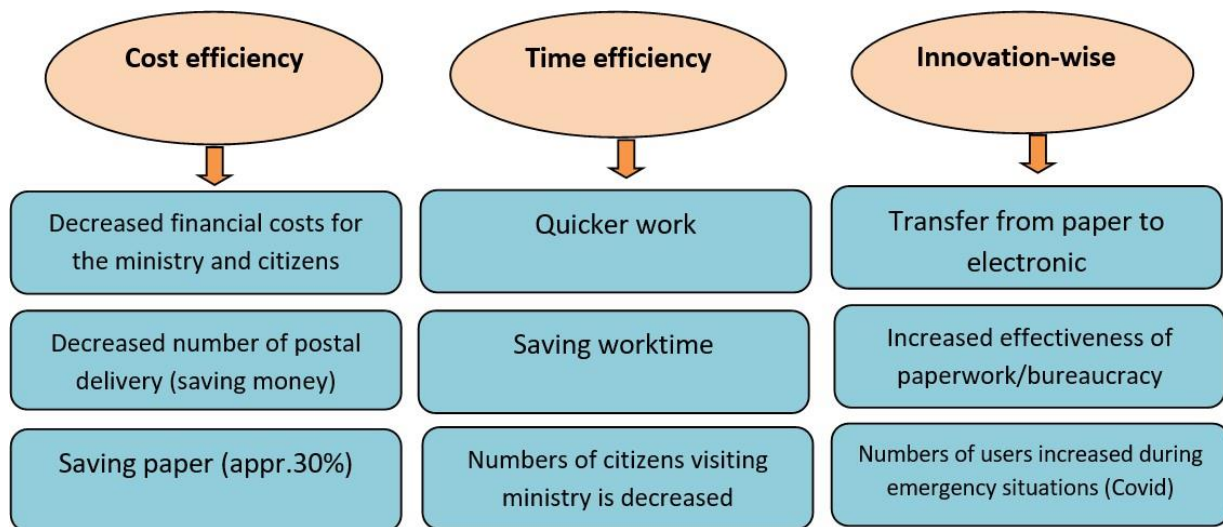 Cost efficiency
Decreased financial costs for
the ministry and citizens
Decreased number of postal
delivery (saving money)
Saving paper (appr.30%)
Time efficiency
Quicker work
Saving worktime
Numbers of citizens visiting
ministry is decreased
Innovation-wise
Transfer from paper to
electronic
Increased effectiveness of
paperwork/bureaucracy
Numbers of users increased during
emergency situations (Covid)